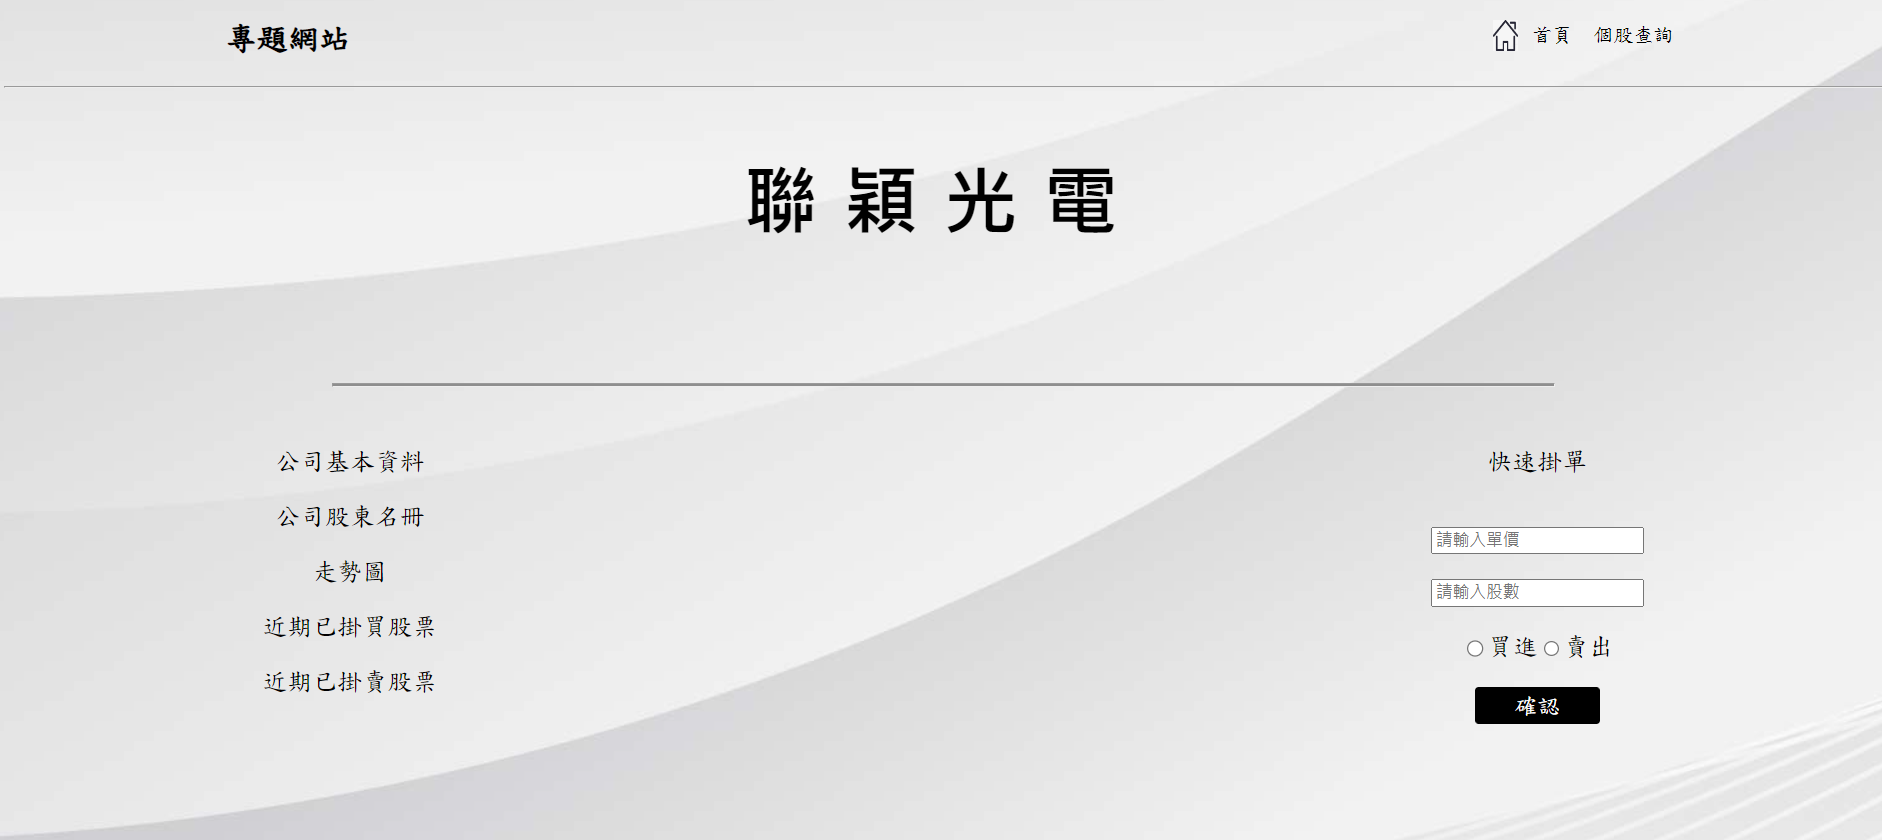 專題網站
首頁 個股查詢
聯穎光電
公司基本資料
公司股東名冊
走勢圖
近期已掛買股票
近期已掛賣股票
快速掛單
請輸入單價
請輸入股數
買進 賣出
確認